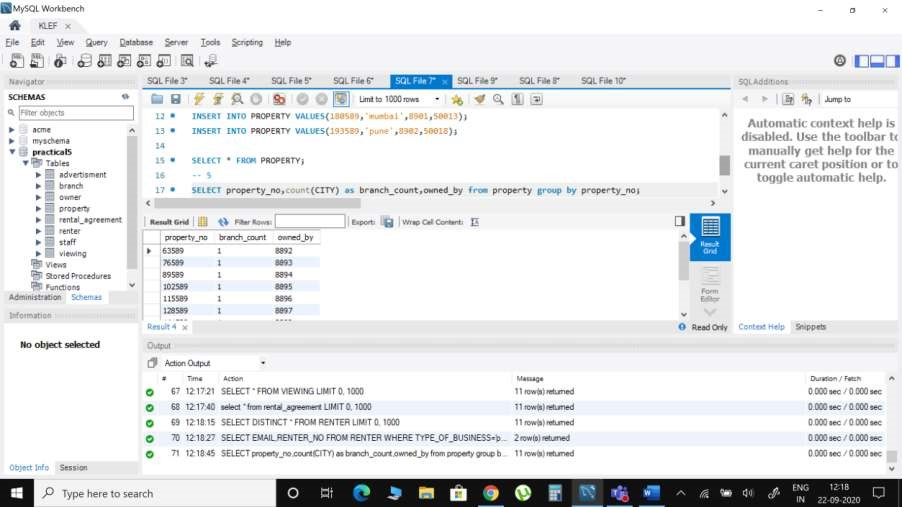 MySQL Workbench
KLEF
File Edit View Query Database Server Tools Scripting Help
Navigator
SCHEMAS
Filter objects
acme
myschema
practical5
Tables
advertisment
branch
owner
property
rental_agreement
renter
staff
viewing
Views
Stored Procedures
Functions
Administration Schemas
Information
No object selected
Object Info Session
SQL File 3* SQL File 4* SQL File 5* SQL File 6* SQL File 7* SQL File 9* SQL File 8* SQL File 10*
Limit to 1000 rows
12 INSERT INTO PROPERTY VALUES(180589,'mumbai',8901,50013);
13 INSERT INTO PROPERTY VALUES(193589,'pune',8902,50018);
14
15 SELECT * FROM PROPERTY;
16 -- 5
17 SELECT property_no,count(CITY) as branch_count,owned_by from property group by property_no;
Result Grid Filter Rows: Export: Wrap Cell Content:
property_no branch_count owned_by
63589 1 8892
76589 1 8893
89589 1 8894
102589 1 8895
115589 1 8896
128589 1 8897
Result Grid
Form Editor
Result 4
Read Only
SQLAdditions
Jump to
Automatic context help is
disabled. Use the toolbar to
manually get help for the
current caret position or to
toggle automatic help.
Context Help Snippets
Output
Action Output
# Time Action Message Duration / Fetch
67 12:17:21 SELECT * FROM VIEWING LIMIT 0, 1000 11 row(s) returned 0.000 sec / 0.000 sec
68 12:17:40 select * from rental_agreement LIMIT 0, 1000 11 row(s) returned 0.000 sec / 0.000 sec
69 12:18:15 SELECT DISTINCT * FROM RENTER LIMIT 0, 1000 11 row(s) returned 0.000 sec / 0.000 sec
70 12:18:27 SELECT EMAIL,RENTER_NO FROM RENTER WHERE TYPE_OF_BUSINESS='p... 2 row(s) returned 0.000 sec / 0.000 sec
71 12:18:45 SELECT property_no,count(CITY) as branch_count,owned_by from property group b... 11 row(s) returned 0.000 sec / 0.000 sec
Type here to search
ENG
IN
12:18
22-09-2020